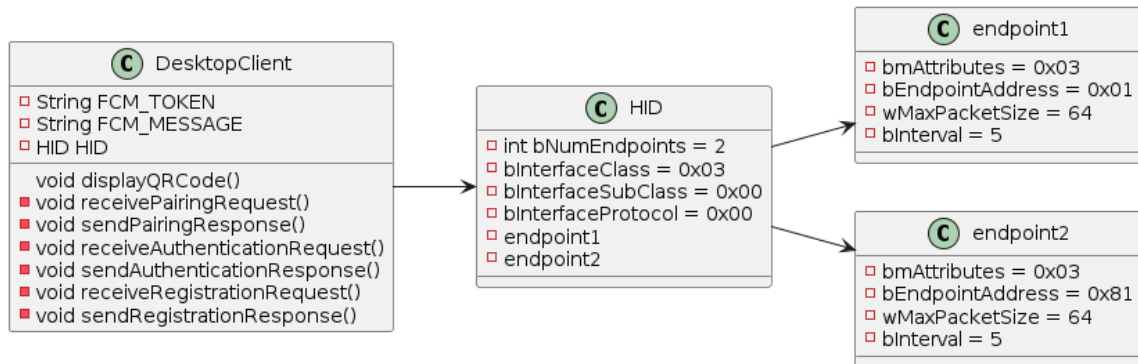 C DesktopClient
String FCM_TOKEN
String FCM_MESSAGE
HID HID
void displayQRCode()
void receivePairingRequest()
void sendPairingResponse()
void receiveAuthenticationRequest()
void sendAuthenticationResponse()
void receiveRegistrationRequest()
void sendRegistrationResponse()
C HID
int bNumEndpoints = 2
bInterfaceClass = 0x03
bInterfaceSubClass = 0x00
bInterfaceProtocol = 0x00
endpoint1
endpoint2
C endpoint1
bmAttributes = 0x03
bEndpointAddress = 0x01
wMaxPacketSize = 64
bInterval = 5
C endpoint2
bmAttributes = 0x03
bEndpointAddress = 0x81
wMaxPacketSize = 64
bInterval = 5